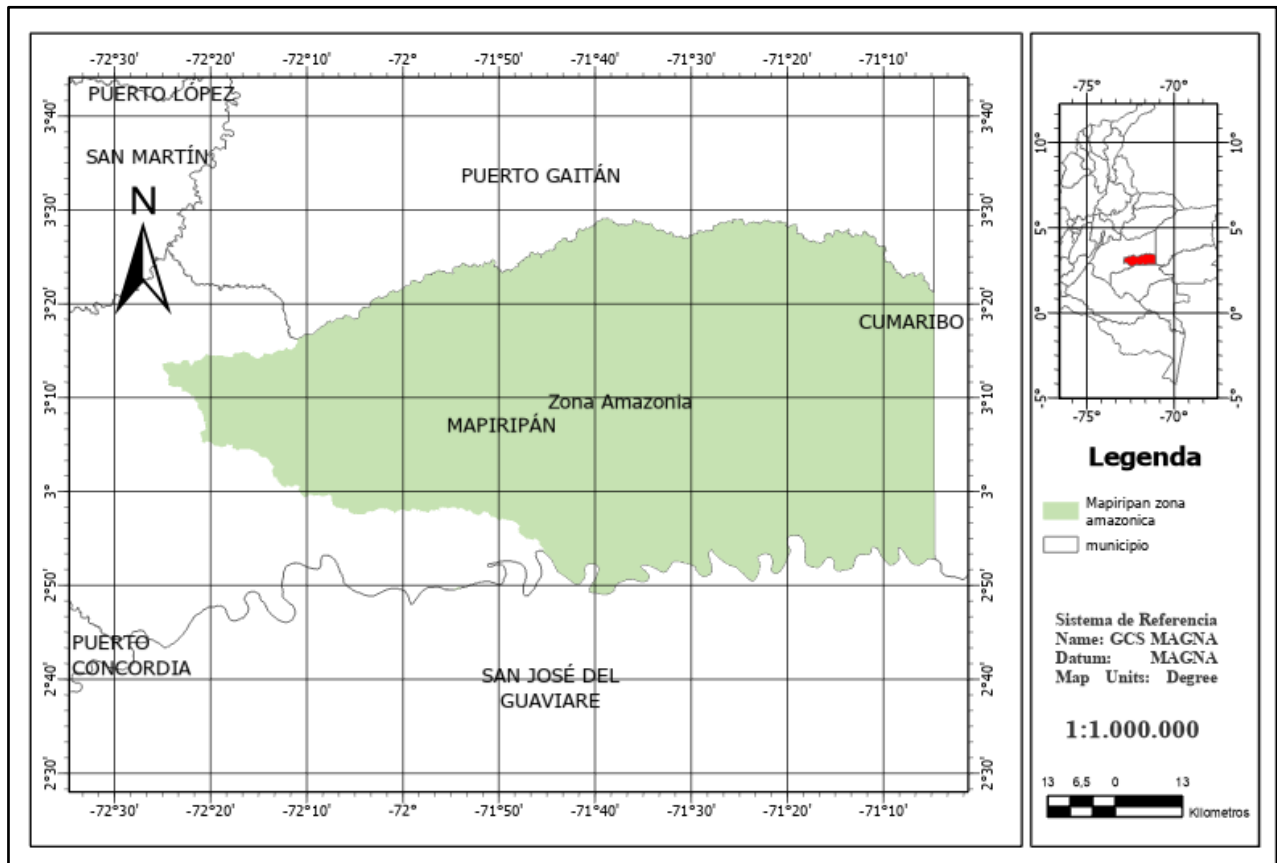 -72°30' -72°20' -72°10' -72° -71°50' -71°40' -71°30' -71°20' -71°10'
3°40' 3°40'
PUERTO LÓPEZ
SAN MARTÍN
PUERTO GAITÁN
N
3°30' 3°30'
3°20' 3°20'
CUMARIBO
3°10' 3°10'
Zona Amazonia
MAPIRIPÁN
3° 3°
2°50' 2°50'
PUERTO
CONCORDIA
2°40' 2°40'
SAN JOSÉ DEL
GUAVIARE
2°30' 2°30'
-72°30' -72°20' -72°10' -72° -71°50' -71°40' -71°30' -71°20' -71°10'
-75° -70°
10° 10°
5° 5°
0° 0°
-5° -5°
-75° -70°
Legenda
Mapiripan zona
amazonica
municipio
Sistema de Referencia
Name: GCS MAGNA
Datum: MAGNA
Map Units: Degree
1:1.000.000
13 6,5 0 13
Kilometros